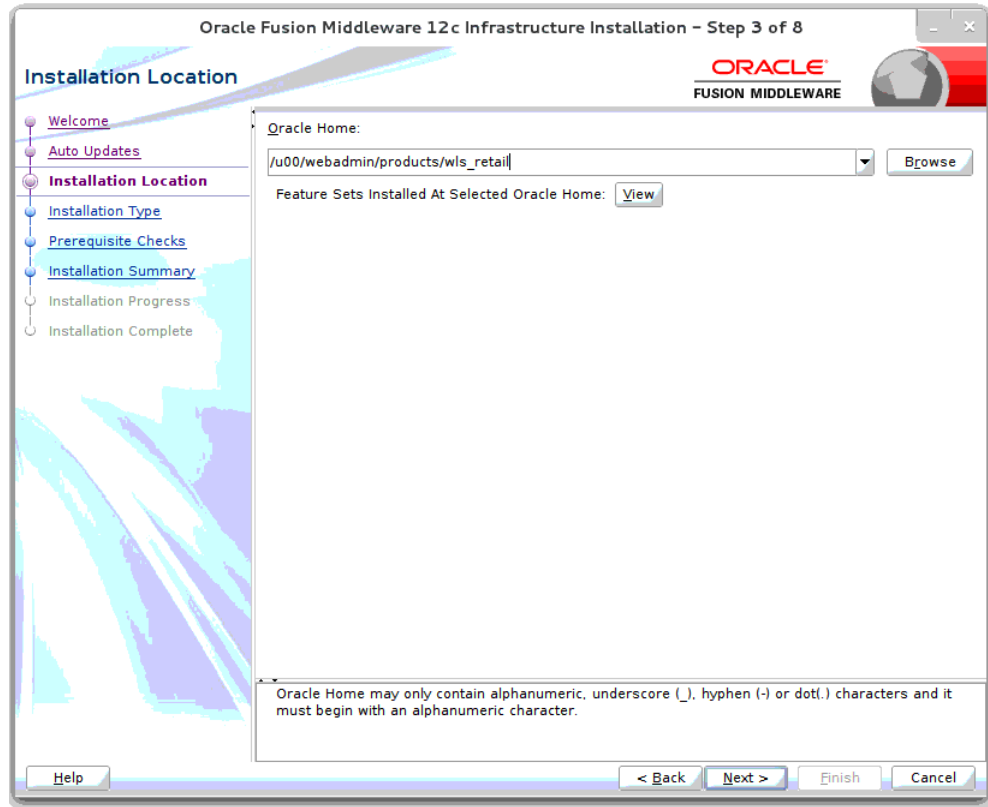 Oracle Fusion Middleware 12c Infrastructure Installation - Step 3 of 8
Installation Location
ORACLE
FUSION MIDDLEWARE
Welcome
Auto Updates
Installation Location
Installation Type
Prerequisite Checks
Installation Summary
Installation Progress
Installation Complete
Oracle Home:
/u00/webadmin/products/wls_retail
Browse
Feature Sets Installed At Selected Oracle Home: View
Oracle Home may only contain alphanumeric, underscore (_), hyphen (-) or dot(.) characters and it
must begin with an alphanumeric character.
Help < Back Next > Finish Cancel